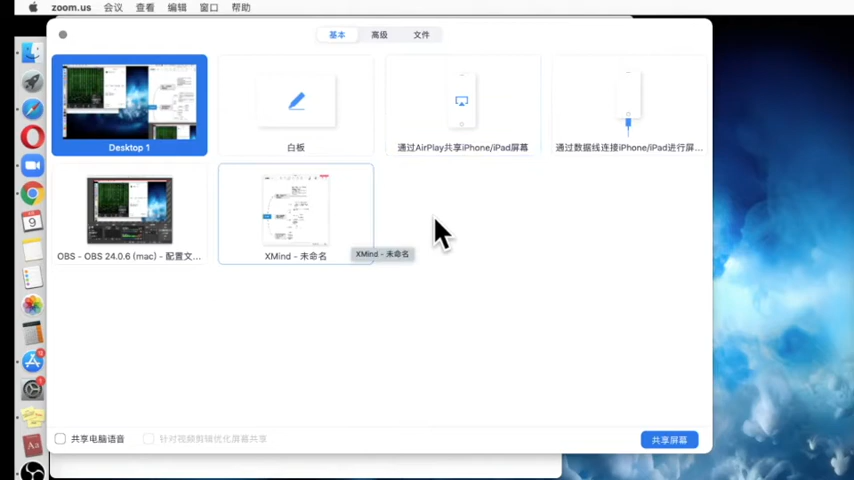 zoom.us 会议 查看 编辑 窗口 帮助
基本 高级 文件
Desktop 1
白板
通过AirPlay共享iPhone/iPad屏幕
通过数据线连接iPhone/iPad进行屏...
OBS - OBS 24.0.6 (mac) - 配置文...
XMind - 未命名
XMind - 未命名
9
共享电脑语音
针对视频剪辑优化屏幕共享
共享屏幕
Aa